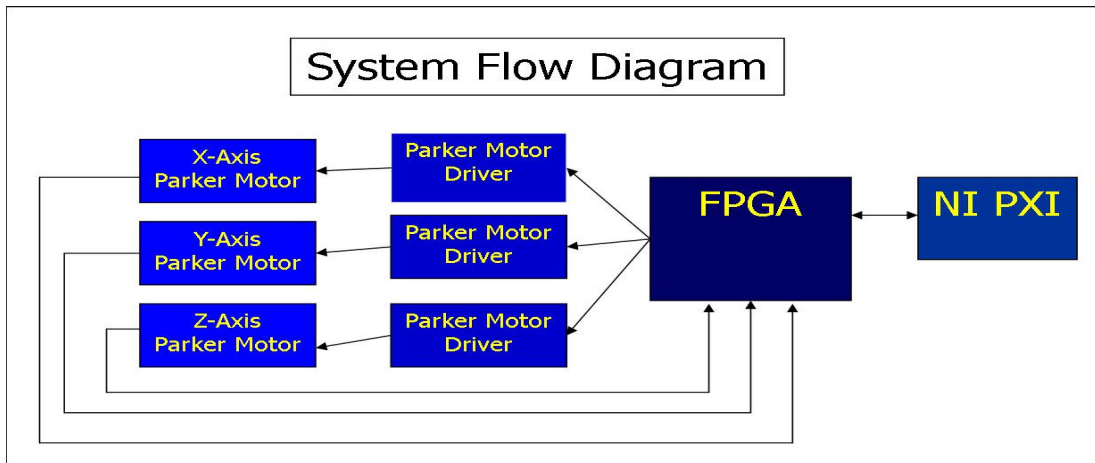 System Flow Diagram
X-Axis
Parker Motor
Parker Motor
Driver
FPGA
NI PXI
Y-Axis
Parker Motor
Parker Motor
Driver
Z-Axis
Parker Motor
Parker Motor
Driver